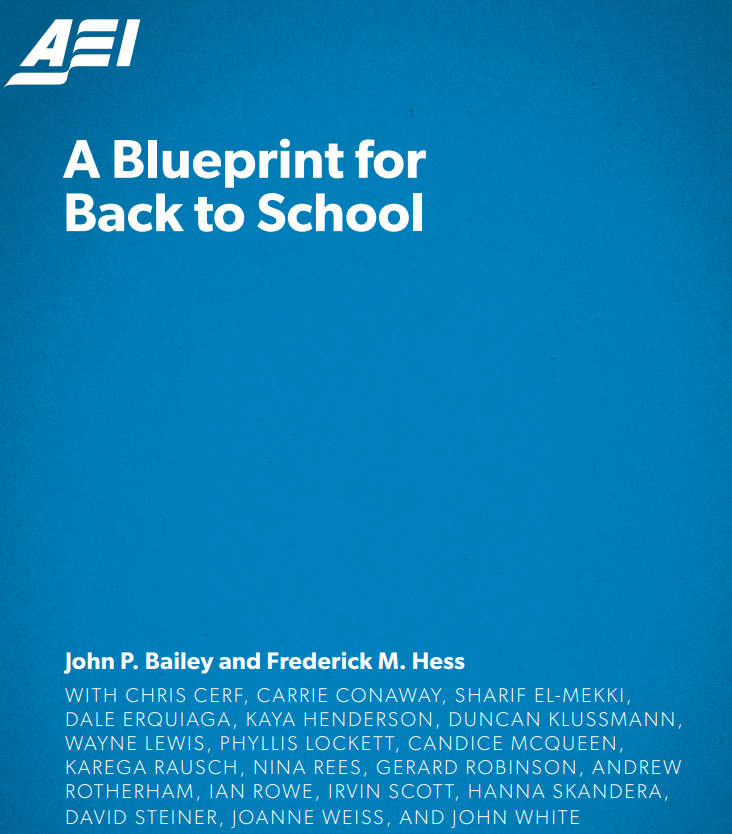 AEI
A Blueprint for
Back to School
John P. Bailey and Frederick M. Hess
WITH CHRIS CERF, CARRIE CONAWAY, SHARIF EL-MEKKI,
DALE ERQUIAGA, KAYA HENDERSON, DUNCAN KLUSSMANN,
WAYNE LEWIS, PHYLLIS LOCKETT, CANDICE MCQUEEN,
KAREGA RAUSCH, NINA REES, GERARD ROBINSON, ANDREW
ROTHERHAM, IAN ROWE, IRVIN SCOTT, HANNA SKANDERA,
DAVID STEINER, JOANNE WEISS, AND JOHN WHITE